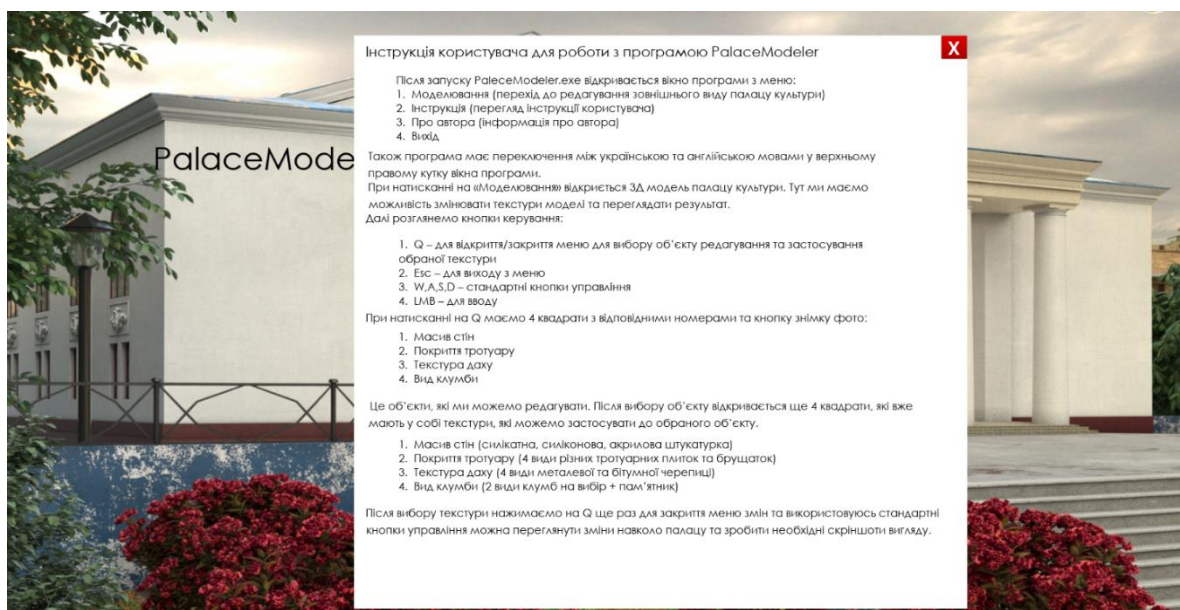 Інструкція користувача для роботи з програмою PalaceModeler
X
Після запуску PaleceModeler.exe відкривається вікно програми з меню:
1. Моделювання (перехід до редагування зовнішнього виду палацу культури)
2. Інструкція (перегляд інструкції користувача)
3. Про автора (інформація про автора)
4. Вихід
PalaceMode
Також програма має переключення між українською та англійською мовами у верхньому
правому кутку вікна програми.
При натисканні на «Моделювання» відкриється 3Д модель палацу культури. Тут ми маємо
можливість змінювати текстури моделі та переглядати результат.
Далі розглянемо кнопки керування:
1. Q – для відкриття/закриття меню для вибору об’єкту редагування та застосування
обраної текстури
2. Esc – для виходу з меню
3. W,A,S,D – стандартні кнопки управління
4. LMB – для вводу
При натисканні на Q маємо 4 квадрати з відповідними номерами та кнопку знімку фото:
1. Масив стін
2. Покриття тротуару
3. Текстура даху
4. Вид клумби
Це об’єкти, які ми можемо редагувати. Після вибору об’єкту відкривається ще 4 квадрати, які вже
мають у собі текстури, які можемо застосувати до обраного об’єкту.
1. Масив стін (силікатна, силіконова, акрилова штукатурка)
2. Покриття тротуару (4 види різних тротуарних плиток та брущаток)
3. Текстура даху (4 види металевої та бітумної черепиці)
4. Вид клумби (2 види клумб на вибір + пам’ятник)
Після вибору текстури нажимаємо на Q ще раз для закриття меню змін та використовуюсь стандартні
кнопки управління можна переглянути зміни навколо палацу та зробити необхідні скріншоти вигляду.